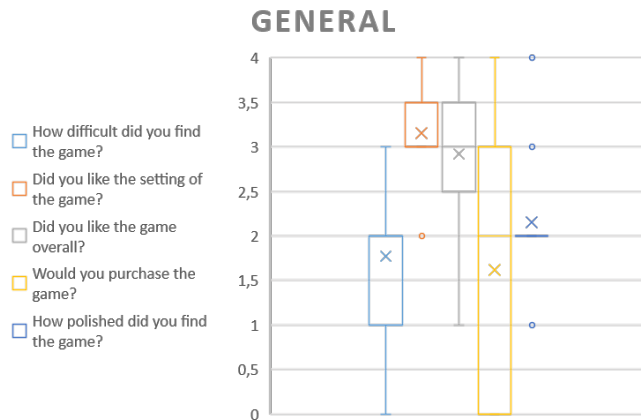 GENERAL
How difficult did you find
the game?
Did you like the setting of
the game?
Did you like the game
overall?
Would you purchase the
game?
How polished did you find
the game?
4
3,5
3
2,5
2
1,5
1
0,5
0